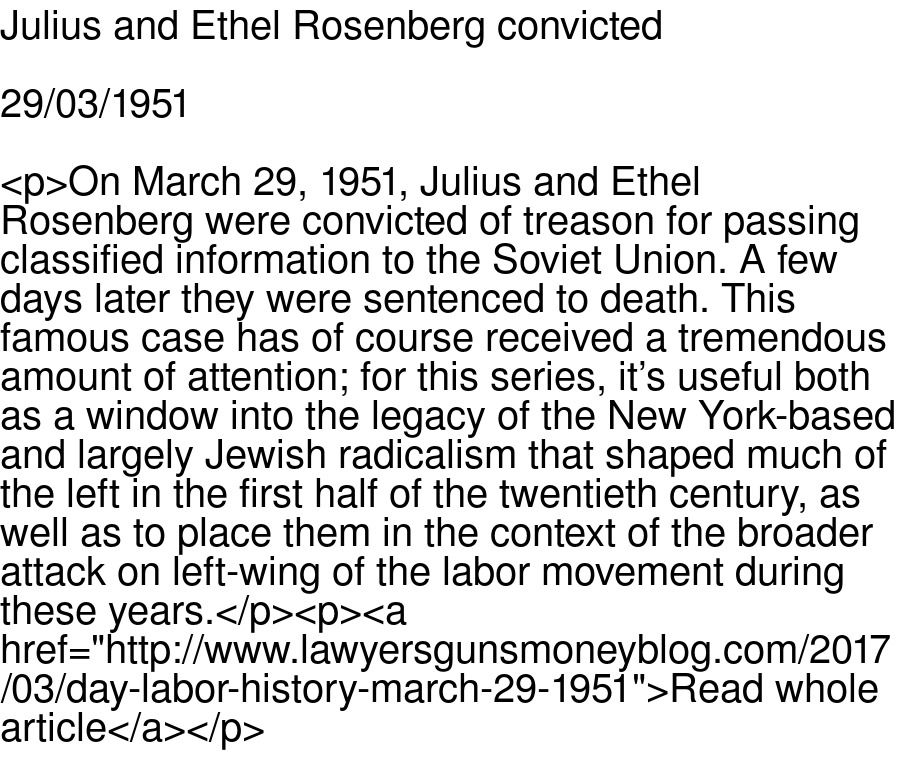 Julius and Ethel Rosenberg convicted
29/03/1951
<p>On March 29, 1951, Julius and Ethel
Rosenberg were convicted of treason for passing
classified information to the Soviet Union. A few
days later they were sentenced to death. This
famous case has of course received a tremendous
amount of attention; for this series, it’s useful both
as a window into the legacy of the New York-based
and largely Jewish radicalism that shaped much of
the left in the first half of the twentieth century, as
well as to place them in the context of the broader
attack on left-wing of the labor movement during
these years.</p><p><a
href="http://www.lawyersgunsmoneyblog.com/2017
/03/day-labor-history-march-29-1951">Read whole
article</a></p>